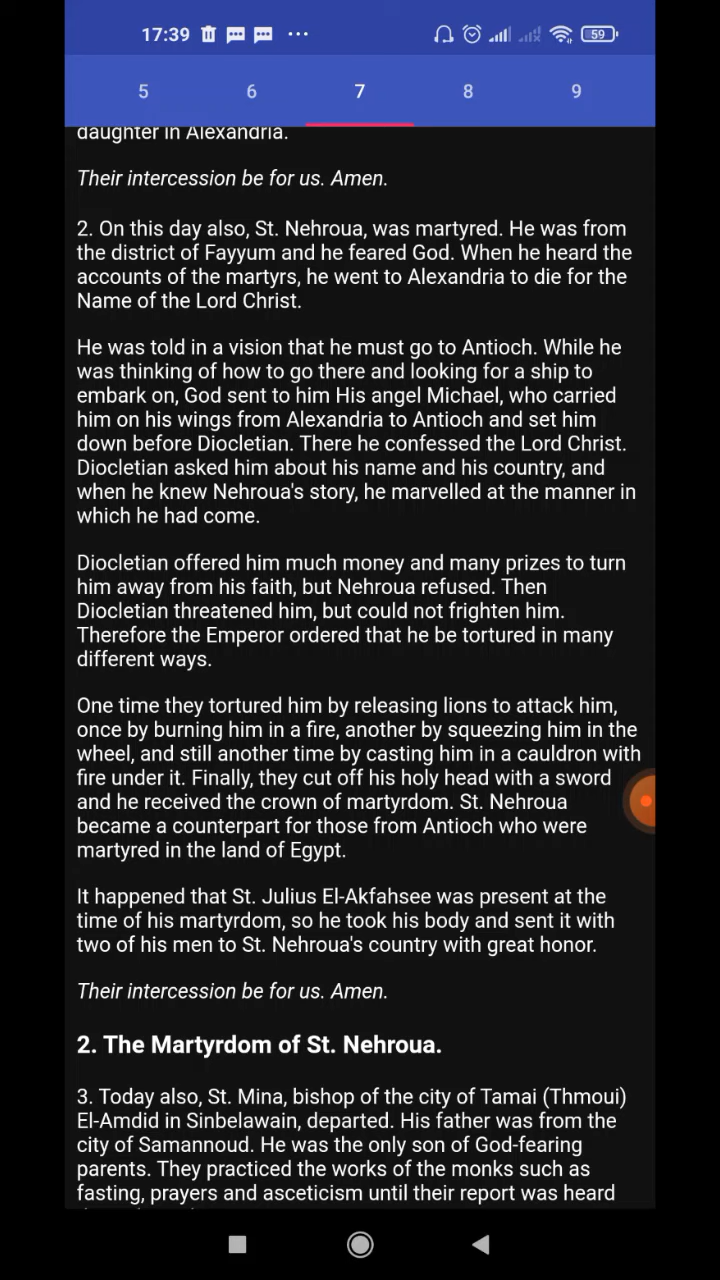 17:39
59
5 6 7 8 9
daughter in Alexandria.
Their intercession be for us. Amen.
2. On this day also, St. Nehroua, was martyred. He was from
the district of Fayyum and he feared God. When he heard the
accounts of the martyrs, he went to Alexandria to die for the
Name of the Lord Christ.
He was told in a vision that he must go to Antioch. While he
was thinking of how to go there and looking for a ship to
embark on, God sent to him His angel Michael, who carried
him on his wings from Alexandria to Antioch and set him
down before Diocletian. There he confessed the Lord Christ.
Diocletian asked him about his name and his country, and
when he knew Nehroua's story, he marvelled at the manner in
which he had come.
Diocletian offered him much money and many prizes to turn
him away from his faith, but Nehroua refused. Then
Diocletian threatened him, but could not frighten him.
Therefore the Emperor ordered that he be tortured in many
different ways.
One time they tortured him by releasing lions to attack him,
once by burning him in a fire, another by squeezing him in the
wheel, and still another time by casting him in a cauldron with
fire under it. Finally, they cut off his holy head with a sword
and he received the crown of martyrdom. St. Nehroua
became a counterpart for those from Antioch who were
martyred in the land of Egypt.
It happened that St. Julius El-Akfahsee was present at the
time of his martyrdom, so he took his body and sent it with
two of his men to St. Nehroua's country with great honor.
Their intercession be for us. Amen.
2. The Martyrdom of St. Nehroua.
3. Today also, St. Mina, bishop of the city of Tamai (Thmoui)
El-Amdid in Sinbelawain, departed. His father was from the
city of Samannoud. He was the only son of God-fearing
parents. They practiced the works of the monks such as
fasting, prayers and asceticism until their report was heard